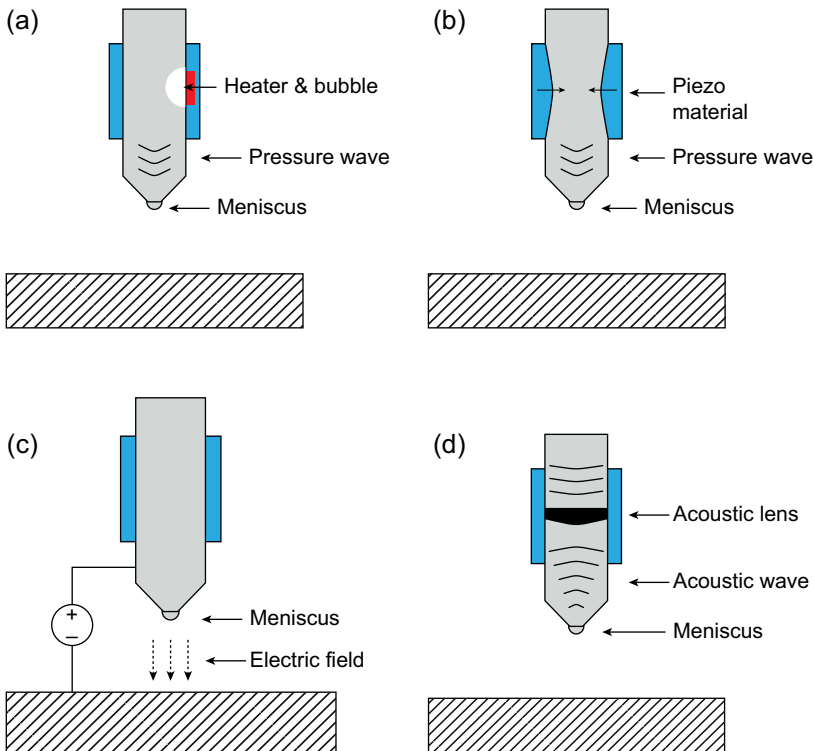 (a)
Heater & bubble
Pressure wave
Meniscus
(b)
Piezo
material
Pressure wave
Meniscus
(c)
+
−
Meniscus
Electric field
(d)
Acoustic lens
Acoustic wave
Meniscus